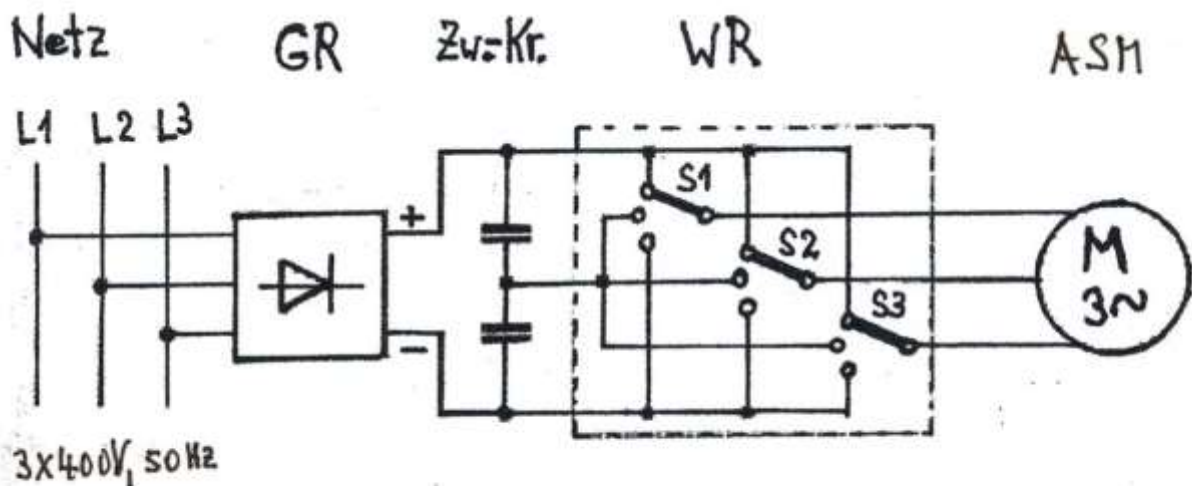 Netz GR Zw.-Kr. WR ASM
L1 L2 L3
S1
+
S2
M
3~
S3
-
3x400V, 50Hz